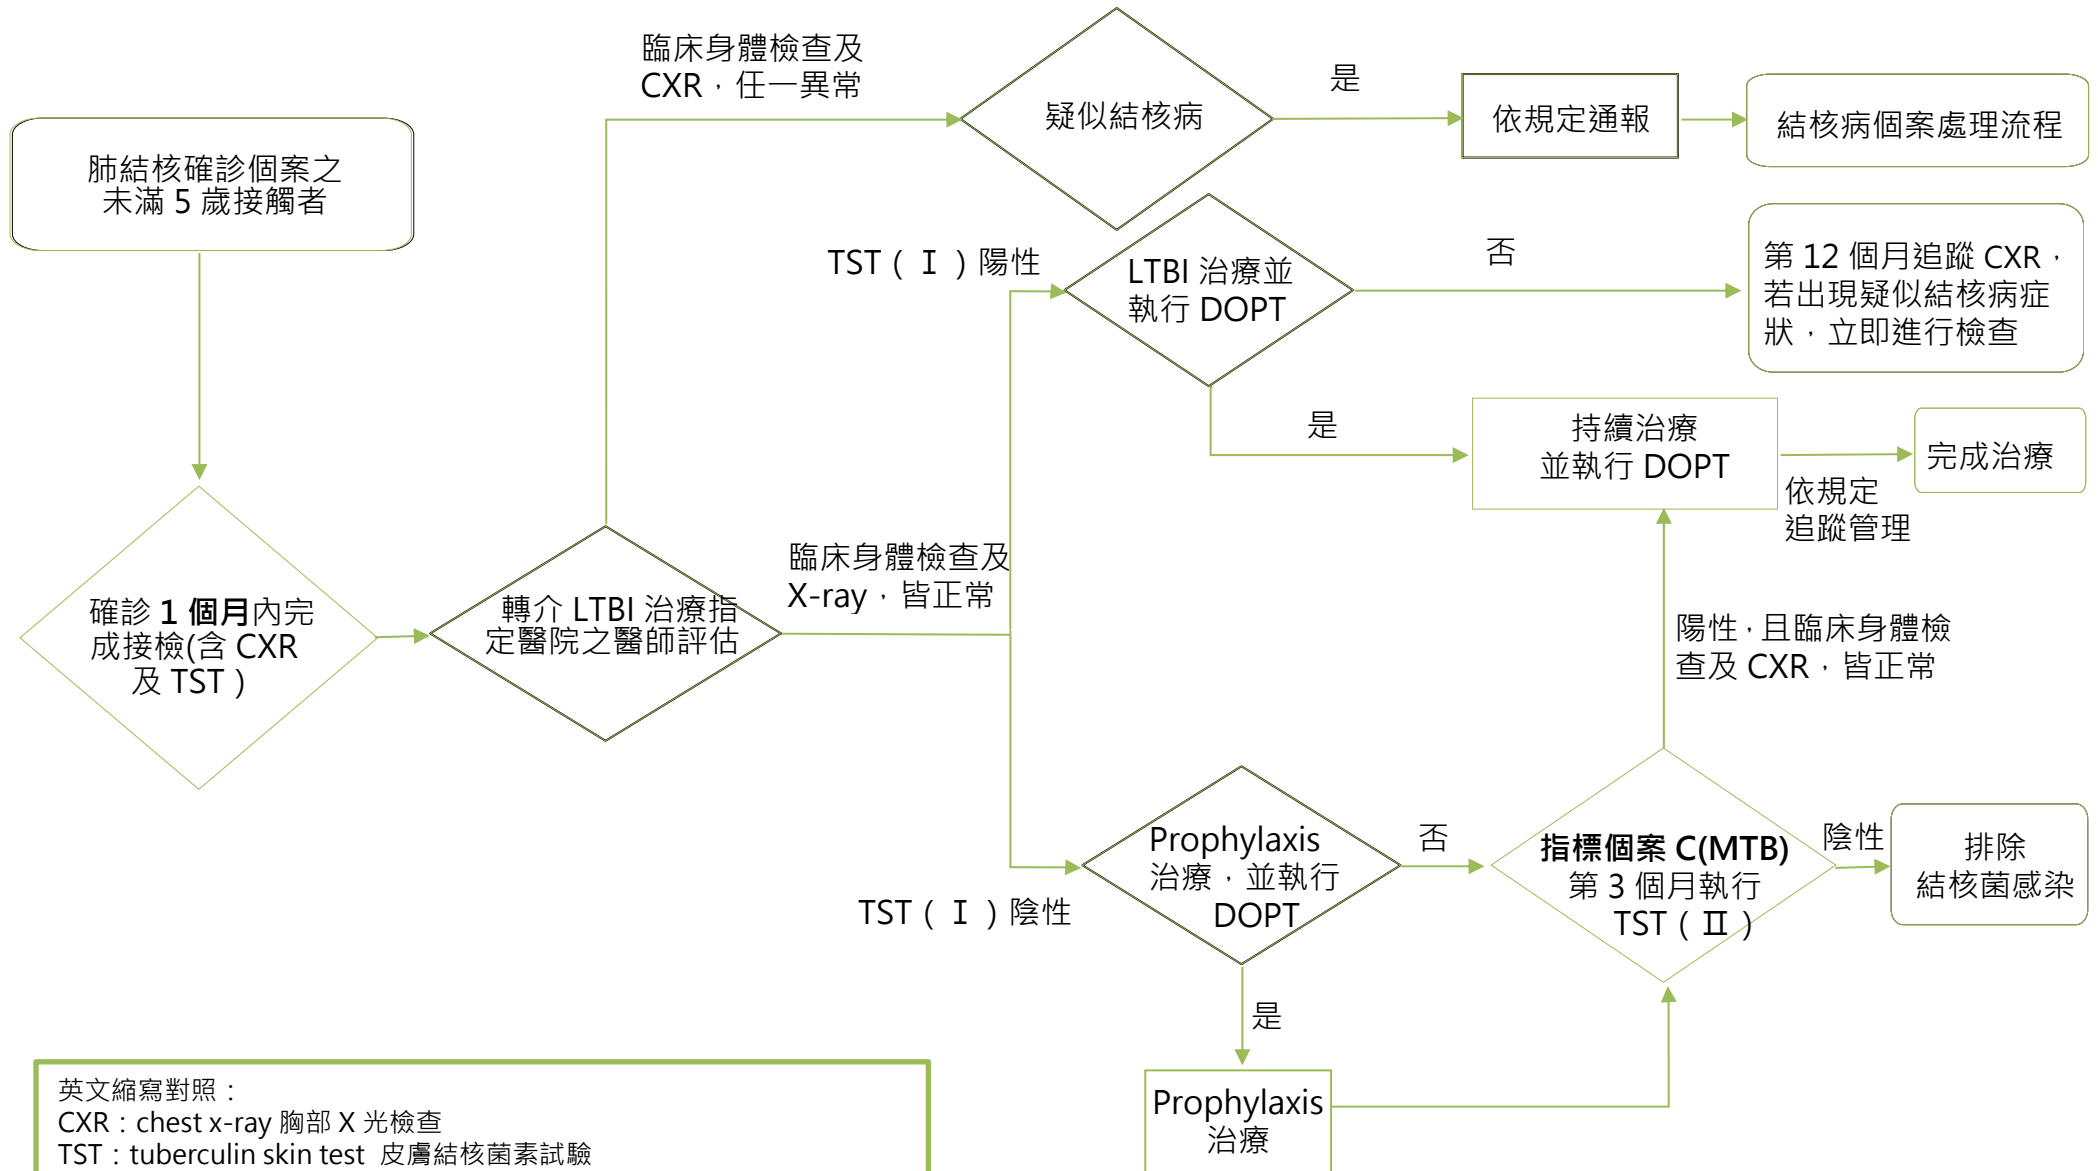 臨床身體檢查及
CXR，任一異常
疑似結核病
是
依規定通報
結核病個案處理流程
肺結核確診個案之
未滿 5 歲接觸者
TST（Ⅰ）陽性
LTBI 治療並
執行 DOPT
否
第 12 個月追蹤 CXR，
若出現疑似結核病症
狀，立即進行檢查
是
持續治療
並執行 DOPT
完成治療
依規定
追蹤管理
確診 1 個月內完
成接檢(含 CXR
及 TST）
轉介 LTBI 治療指
定醫院之醫師評估
臨床身體檢查及
X-ray，皆正常
陽性，且臨床身體檢
查及 CXR，皆正常
TST（Ⅰ）陰性
Prophylaxis
治療，並執行
DOPT
否
指標個案 C(MTB)
第 3 個月執行
TST（Ⅱ）
陰性
排除
結核菌感染
是
Prophylaxis
治療
英文縮寫對照：
CXR：chest x-ray 胸部 X 光檢查
TST：tuberculin skin test 皮膚結核菌素試驗